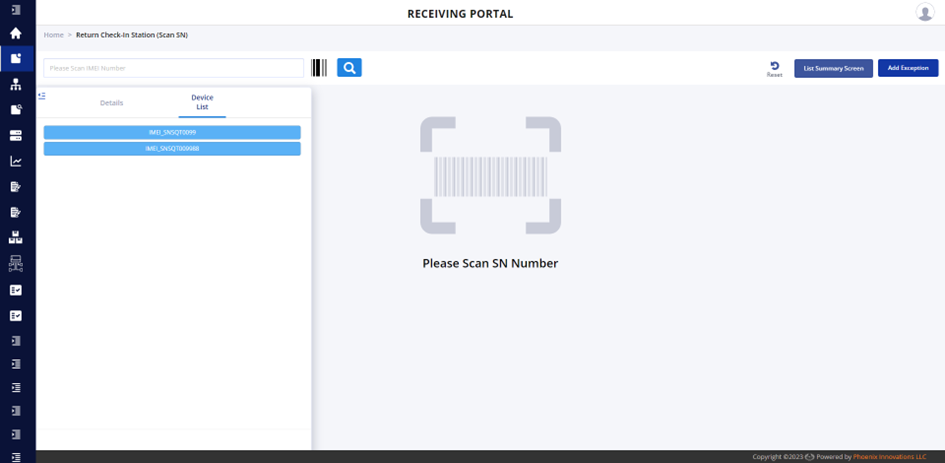 RECEIVING PORTAL
Home > Return Check-In Station (Scan SN)
Please Scan IMEI Number
Reset
List Summary Screen
Add Exception
Details
Device
List
IMEI_SNSQT0099
IMEI_SNSQT009988
Please Scan SN Number
Copyright ©2023 Powered by Phoenix Innovations LLC